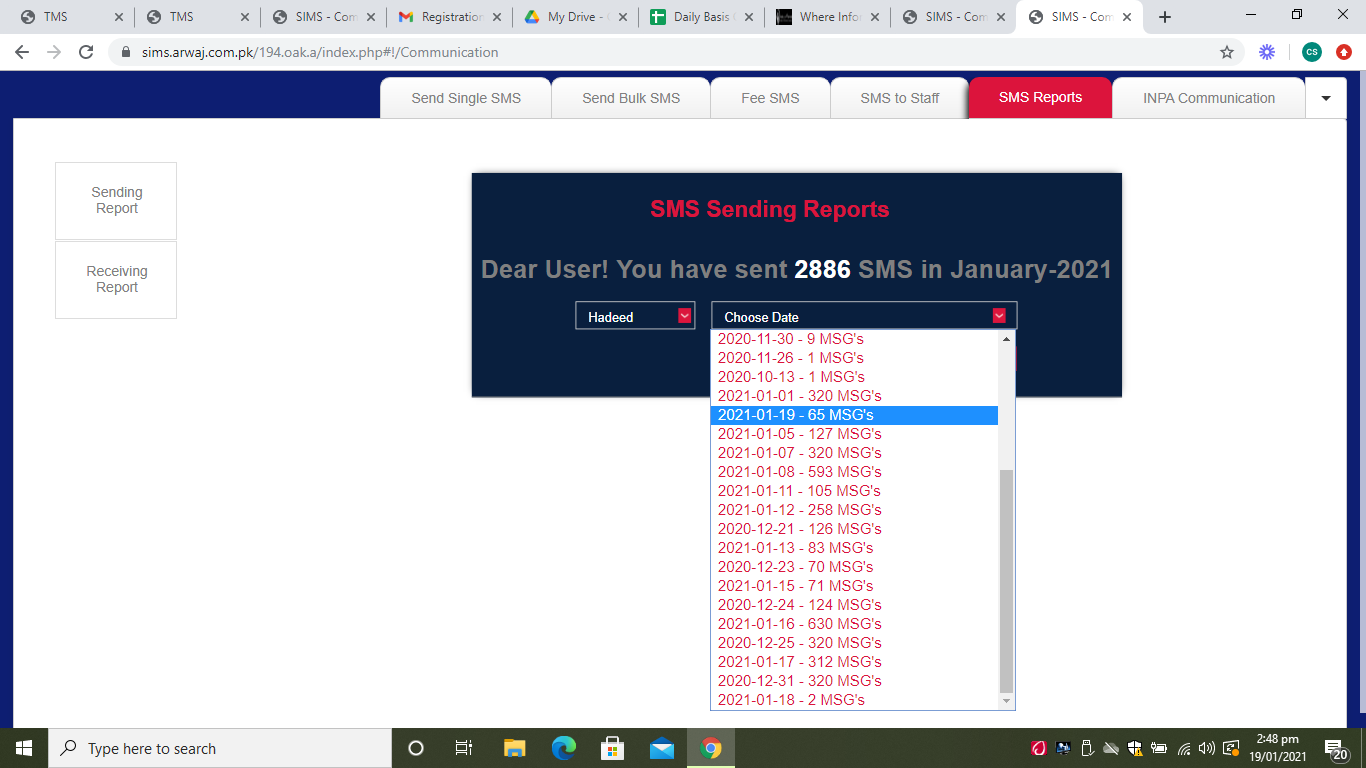 TMS
TMS
SIMS - Com
Registration
My Drive -
Daily Basis
Where Infor
SIMS - Com
SIMS - Com
sims.arwaj.com.pk/194.oak.a/index.php#!/Communication
CS
Send Single SMS
Send Bulk SMS
Fee SMS
SMS to Staff
SMS Reports
INPA Communication
Sending
Report
Receiving
Report
SMS Sending Reports
Dear User! You have sent 2886 SMS in January-2021
Hadeed
Choose Date
2020-11-30 - 9 MSG's
2020-11-26 - 1 MSG's
2020-10-13 - 1 MSG's
2021-01-01 - 320 MSG's
2021-01-19 - 65 MSG's
2021-01-05 - 127 MSG's
2021-01-07 - 320 MSG's
2021-01-08 - 593 MSG's
2021-01-11 - 105 MSG's
2021-01-12 - 258 MSG's
2020-12-21 - 126 MSG's
2021-01-13 - 83 MSG's
2020-12-23 - 70 MSG's
2021-01-15 - 71 MSG's
2020-12-24 - 124 MSG's
2021-01-16 - 630 MSG's
2020-12-25 - 320 MSG's
2021-01-17 - 312 MSG's
2020-12-31 - 320 MSG's
2021-01-18 - 2 MSG's
Type here to search
2:48 pm
19/01/2021
20